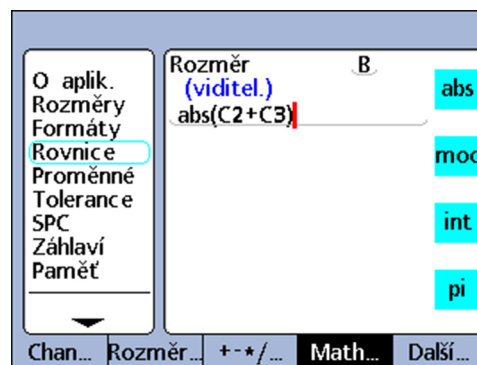 O aplik.
Rozměry
Formáty
Rovnice
Proměnné
Tolerance
SPC
Záhlaví
Paměť
Rozměr B
(viditel.)
abs(C2+C3)
abs
mod
int
pi
Chan... Rozměr... +-*/... Math... Další...